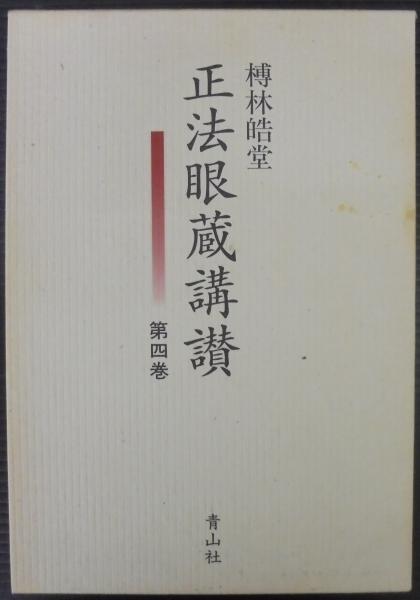 榑林皓堂
正法眼蔵講讃
第四巻
青山社